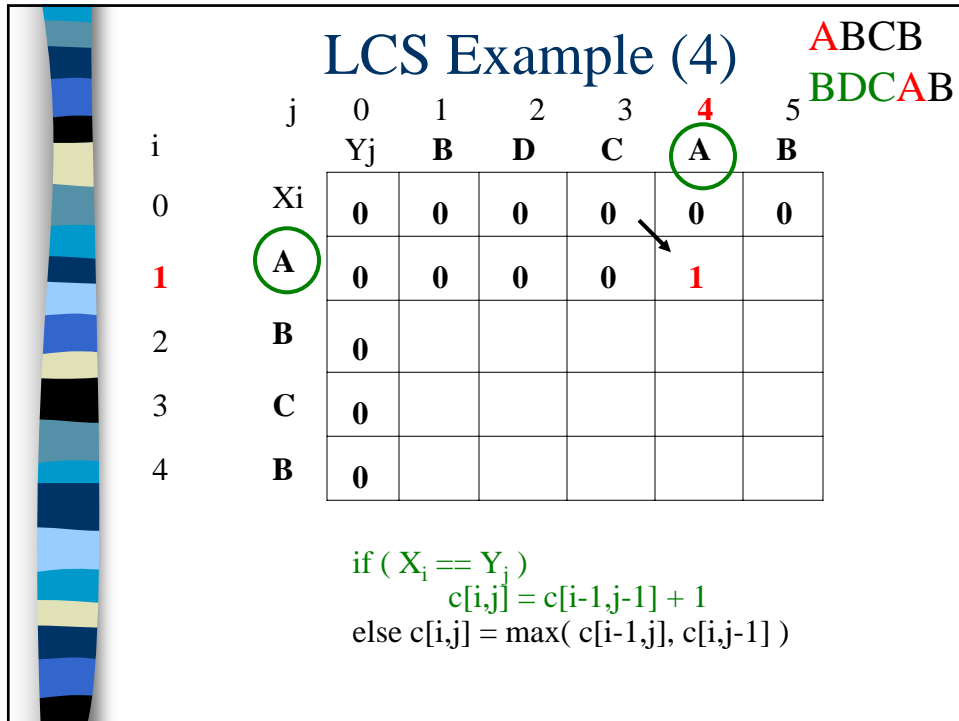 LCS Example (4)
ABCB
BDCAB
j 0 1 2 3 4 5
i Yj B D C A B
0 Xi 0 0 0 0 0 0
1 A 0 0 0 0 1
2 B 0
3 C 0
4 B 0
if ( Xi == Yj )
c[i,j] = c[i-1,j-1] + 1
else c[i,j] = max( c[i-1,j], c[i,j-1] )